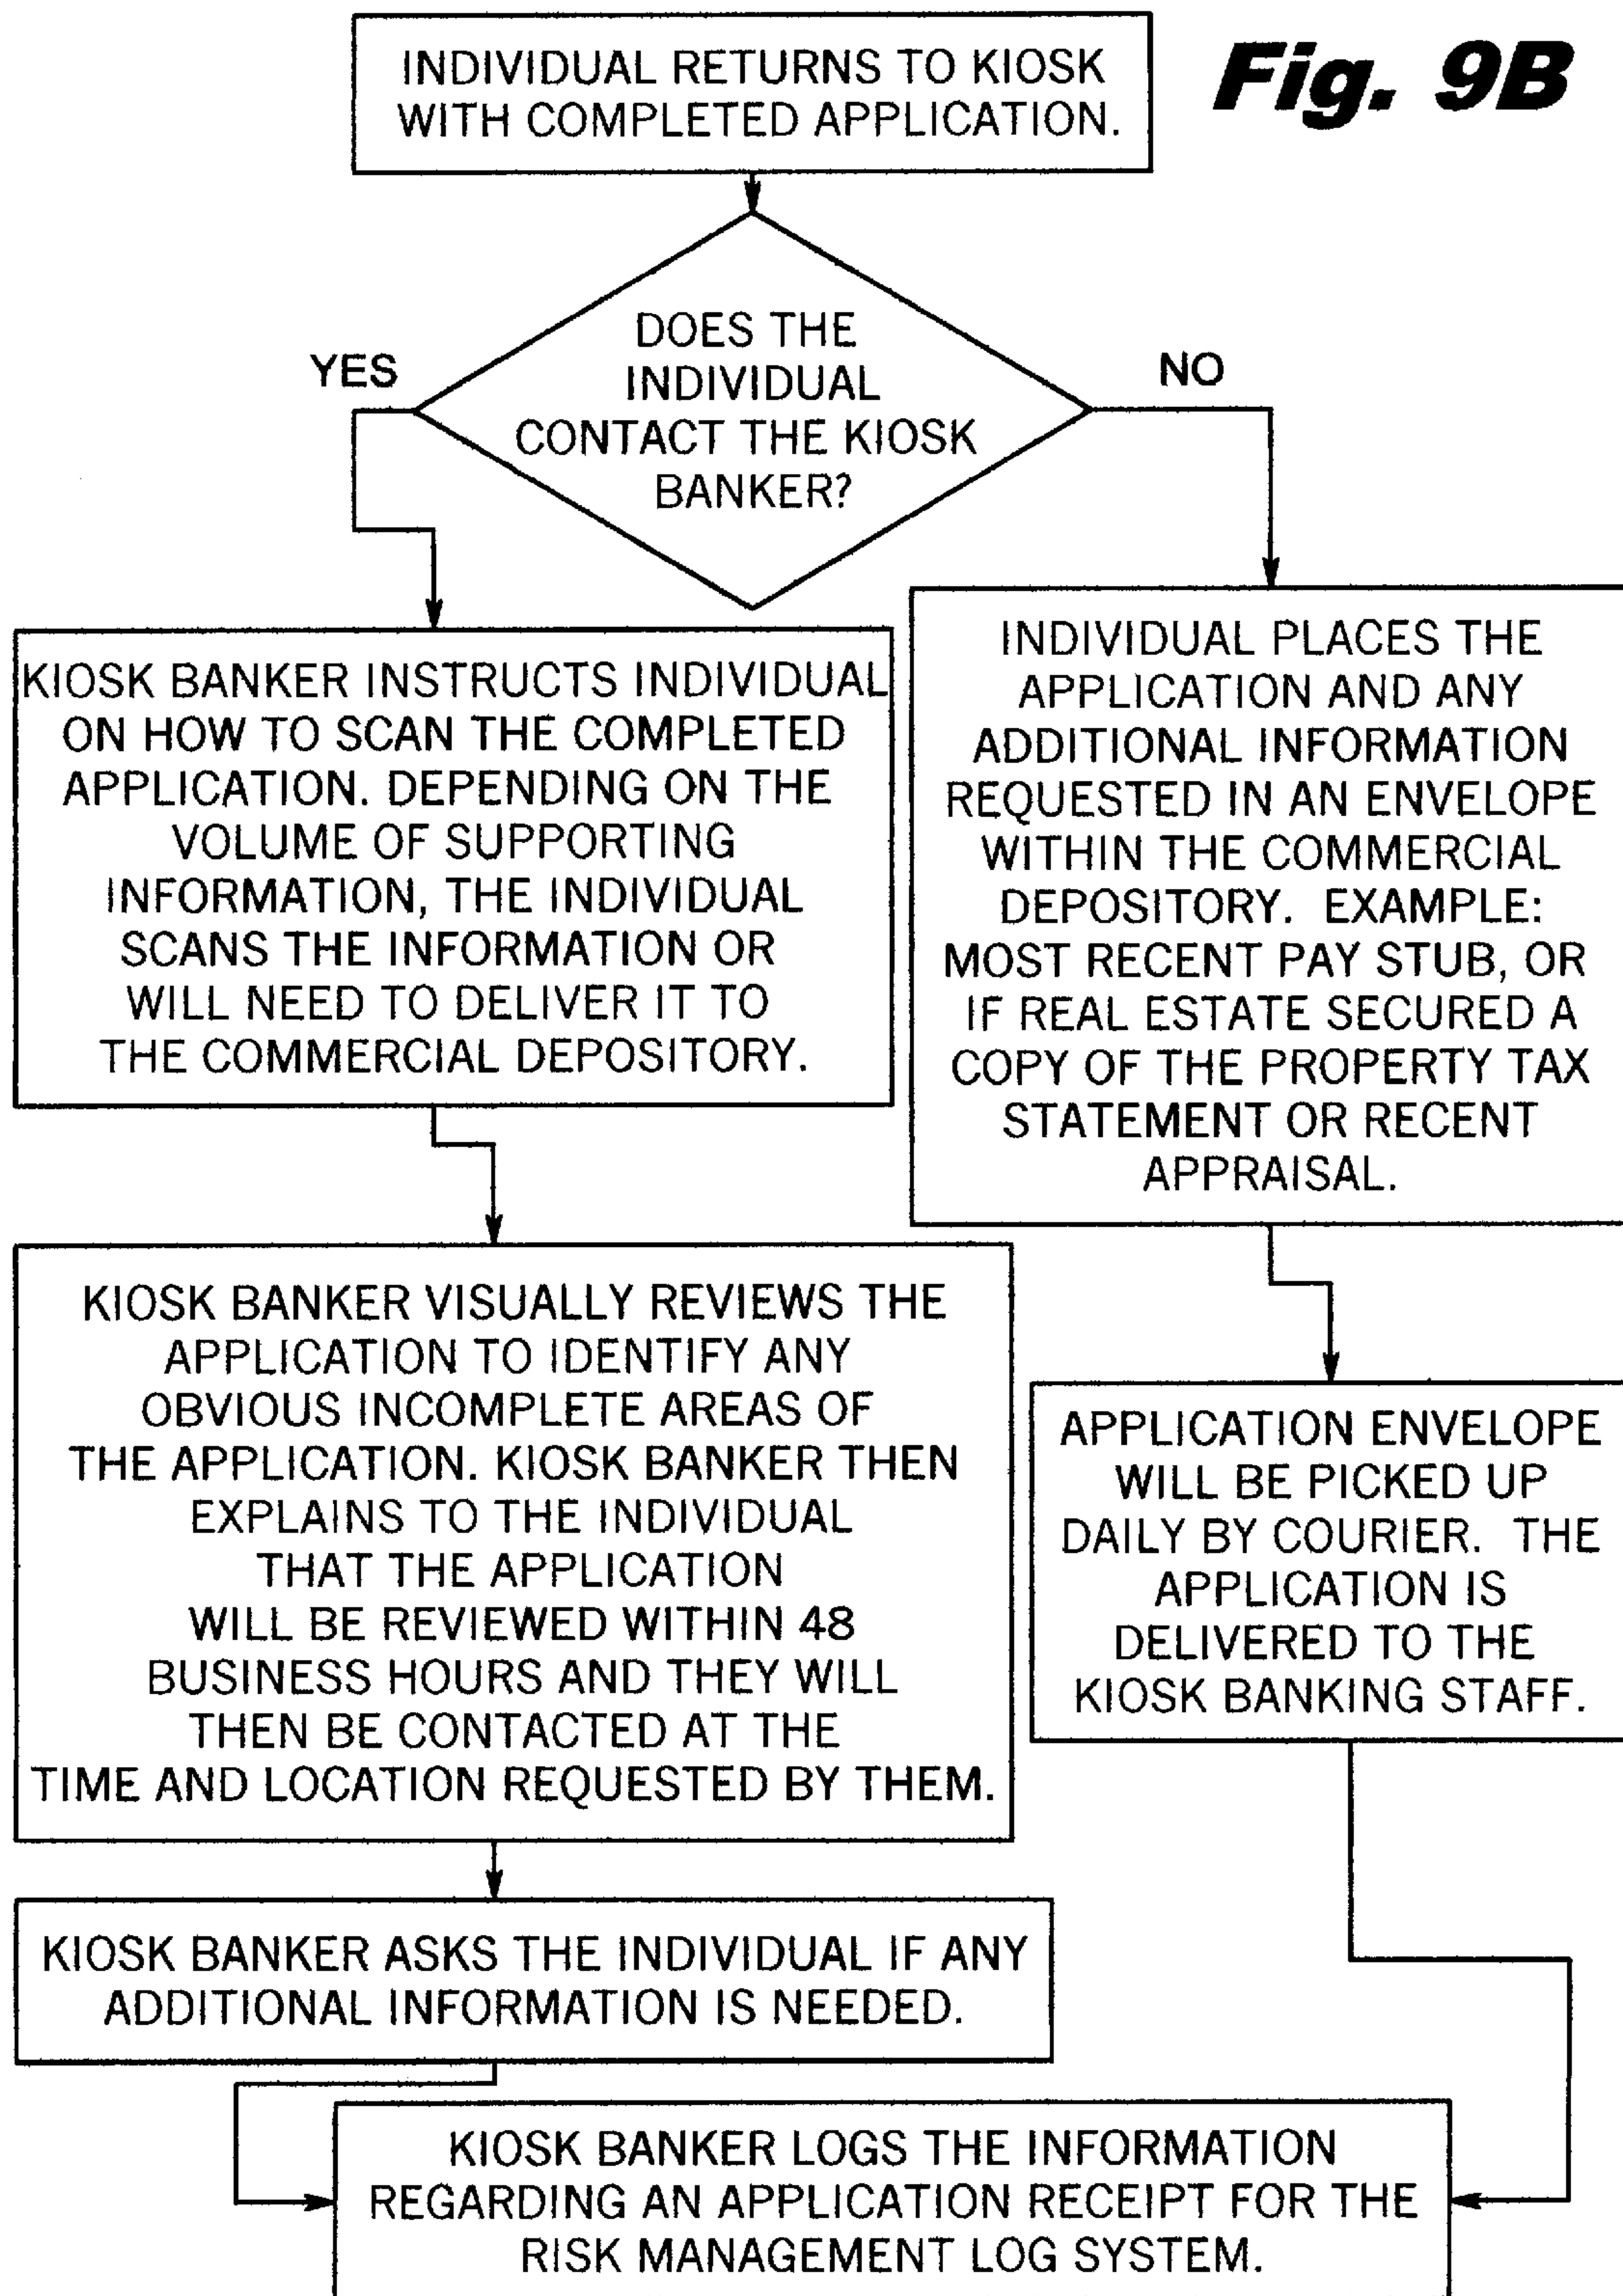 Fig. 9B
INDIVIDUAL RETURNS TO KIOSK
WITH COMPLETED APPLICATION.
DOES THE
INDIVIDUAL
CONTACT THE KIOSK
BANKER?
YES
NO
KIOSK BANKER INSTRUCTS INDIVIDUAL
ON HOW TO SCAN THE COMPLETED
APPLICATION. DEPENDING ON THE
VOLUME OF SUPPORTING
INFORMATION, THE INDIVIDUAL
SCANS THE INFORMATION OR
WILL NEED TO DELIVER IT TO
THE COMMERCIAL DEPOSITORY.
INDIVIDUAL PLACES THE
APPLICATION AND ANY
ADDITIONAL INFORMATION
REQUESTED IN AN ENVELOPE
WITHIN THE COMMERCIAL
DEPOSITORY. EXAMPLE:
MOST RECENT PAY STUB, OR
IF REAL ESTATE SECURED A
COPY OF THE PROPERTY TAX
STATEMENT OR RECENT
APPRAISAL.
KIOSK BANKER VISUALLY REVIEWS THE
APPLICATION TO IDENTIFY ANY
OBVIOUS INCOMPLETE AREAS OF
THE APPLICATION. KIOSK BANKER THEN
EXPLAINS TO THE INDIVIDUAL
THAT THE APPLICATION
WILL BE REVIEWED WITHIN 48
BUSINESS HOURS AND THEY WILL
THEN BE CONTACTED AT THE
TIME AND LOCATION REQUESTED BY THEM.
APPLICATION ENVELOPE
WILL BE PICKED UP
DAILY BY COURIER. THE
APPLICATION IS
DELIVERED TO THE
KIOSK BANKING STAFF.
KIOSK BANKER ASKS THE INDIVIDUAL IF ANY
ADDITIONAL INFORMATION IS NEEDED.
KIOSK BANKER LOGS THE INFORMATION
REGARDING AN APPLICATION RECEIPT FOR THE
RISK MANAGEMENT LOG SYSTEM.